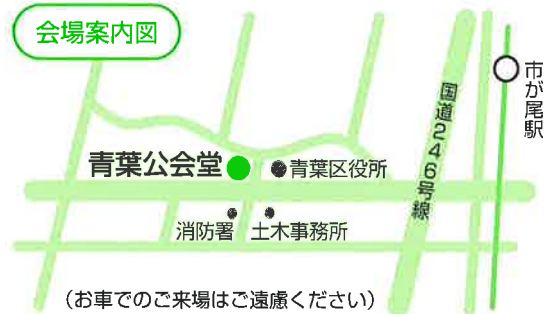 会場案内図
市が尾駅
国道246号線
青葉公会堂
青葉区役所
消防署
土木事務所
(お車でのご来場はご遠慮ください)